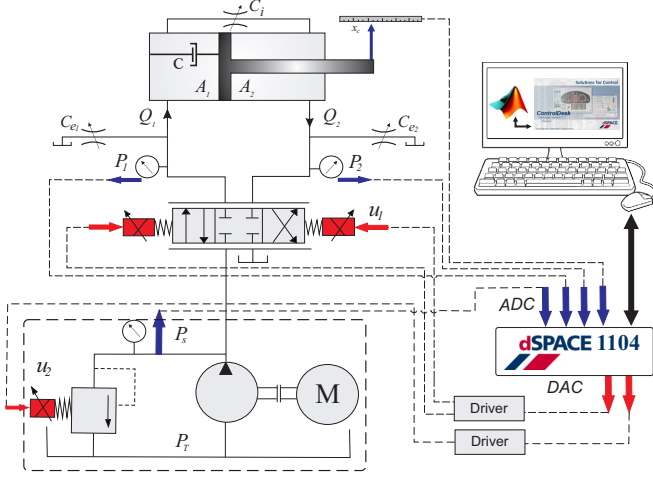 C_i
x_c
C
A_1
A_2
Solutions for Control
ControlDesk
dSPACE
Q_1
Q_2
C_e1
C_e2
P_1
P_2
u_1
ADC
P_s
dSPACE 1104
u_2
M
DAC
Driver
P_T
Driver